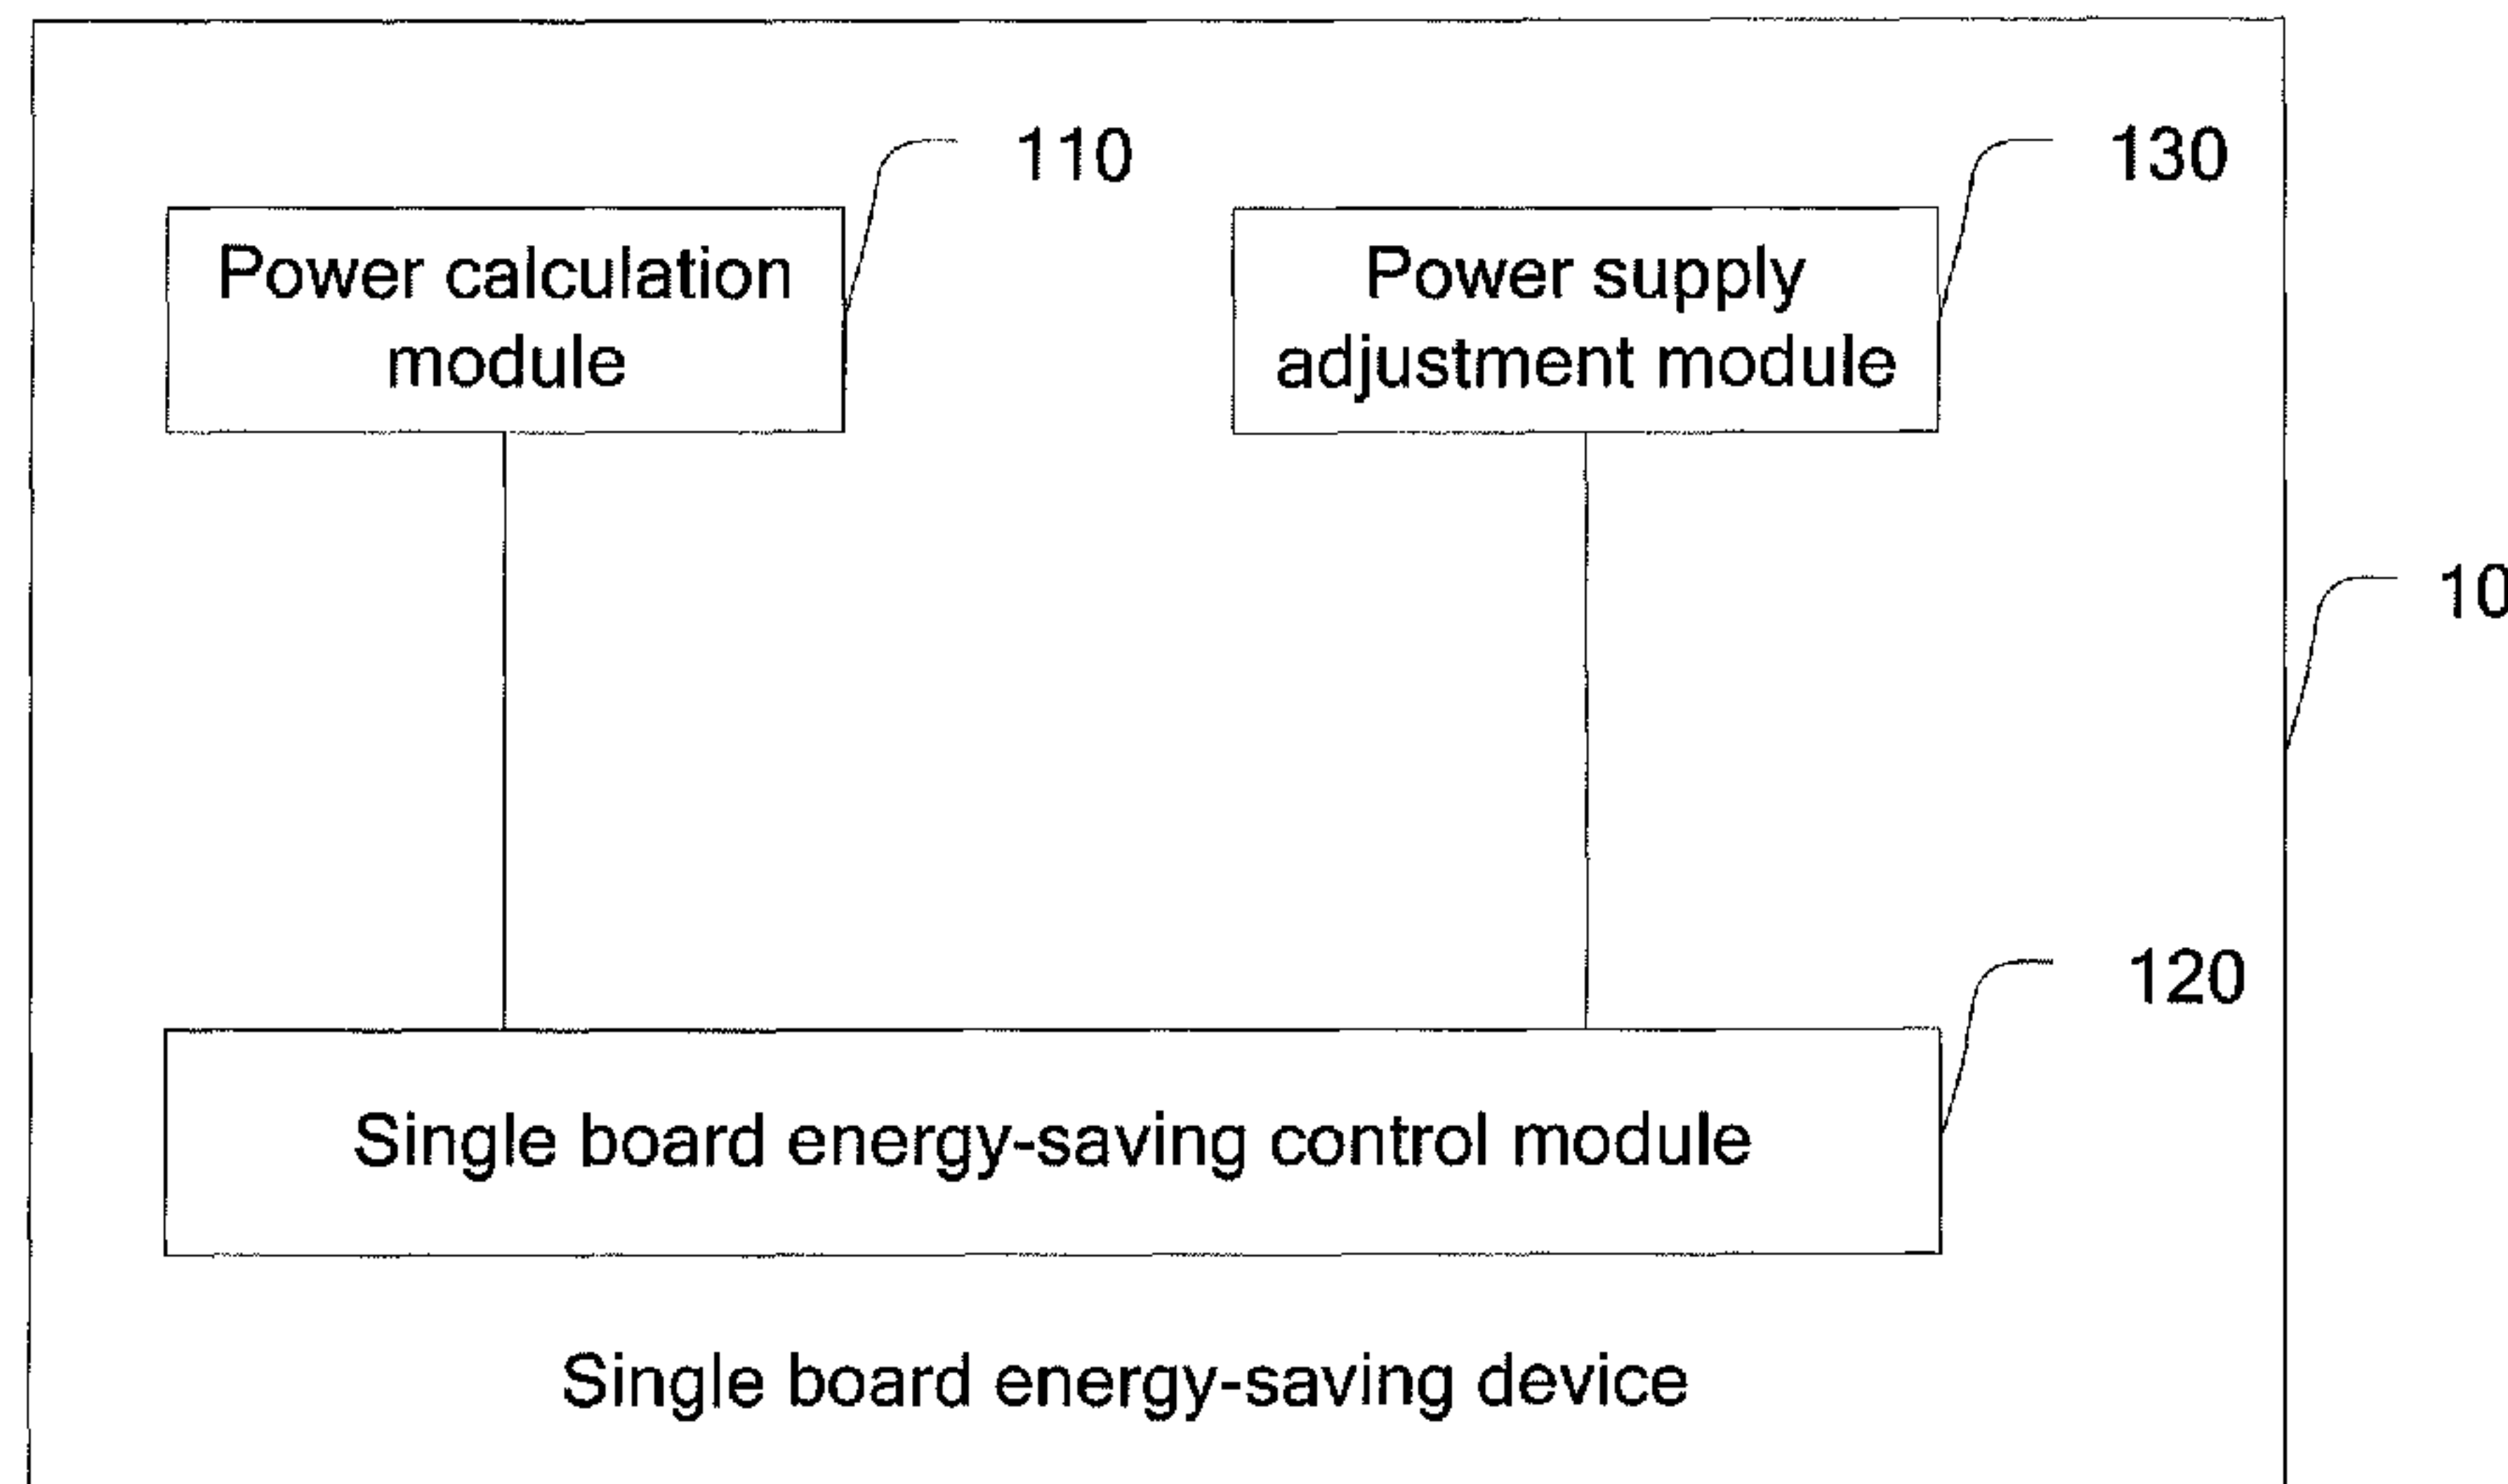 110
130
Power calculation
module
Power supply
adjustment module
10
120
Single board energy-saving control module
Single board energy-saving device